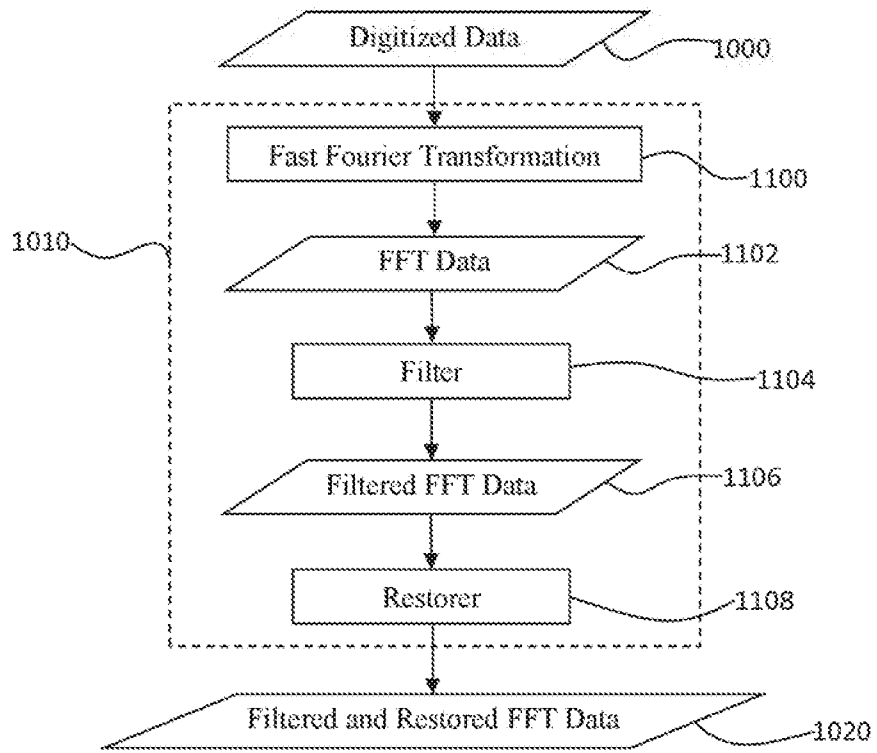 Digitized Data
1000
Fast Fourier Transformation
1100
1010
FFT Data
1102
Filter
1104
Filtered FFT Data
1106
Restorer
1108
Filtered and Restored FFT Data
1020